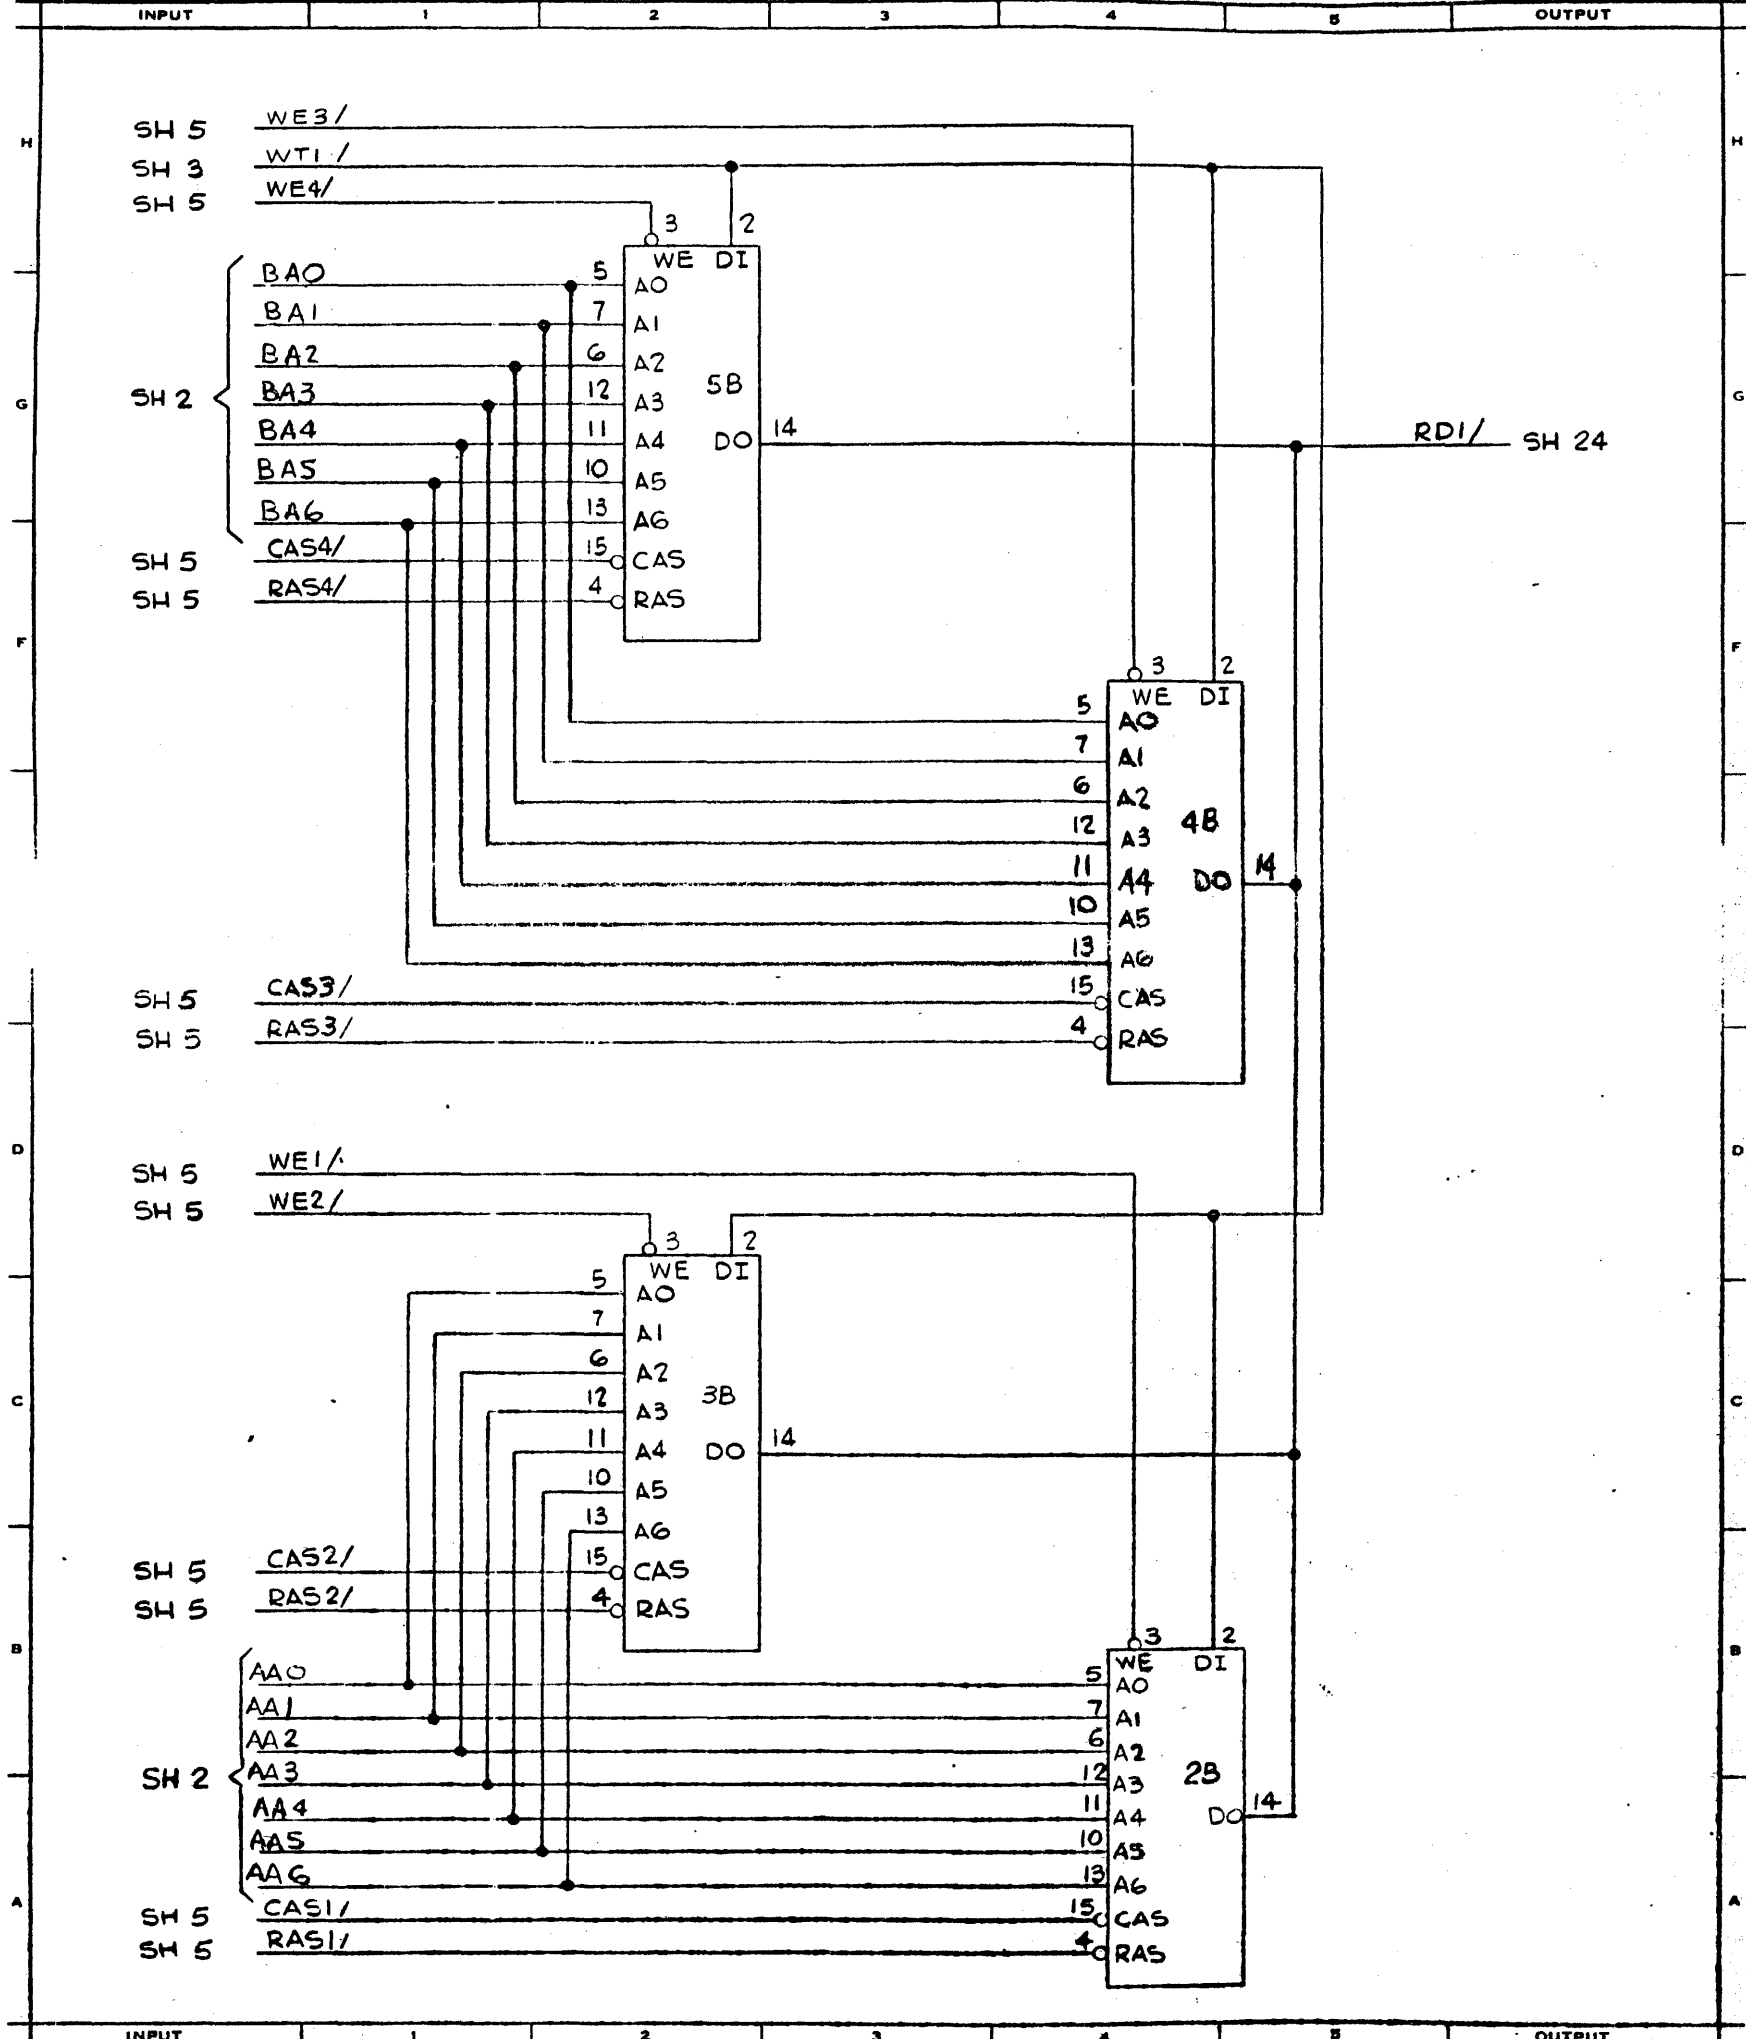 INPUT 1 2 3 4 5 OUTPUT
H SH 5 WE3/ H
SH 3 WT1/
SH 5 WE4/
3 2
WE DI
BA0 5 A0
BA1 7 A1
BA2 6 A2
5B
G SH 2 BA3 12 A3 G
BA4 11 A4 DO 14 RD1/ SH 24
BA5 10 A5
BA6 13 A6
SH 5 CAS4/ 15 CAS
SH 5 RAS4/ 4 RAS
F F
3 2
WE DI
5 A0
7 A1
6 A2
4B
12 A3
11 A4 DO 14
10 A5
13 A6
SH 5 CAS3/ 15 CAS
SH 5 RAS3/ 4 RAS
D D
SH 5 WE1/
SH 5 WE2/
3 2
WE DI
5 A0
7 A1
6 A2
C 3B C
12 A3
11 A4 DO 14
10 A5
13 A6
SH 5 CAS2/ 15 CAS
SH 5 RAS2/ 4 RAS
B 3 2 B
WE DI
AA0 5 A0
AA1 7 A1
AA2 6 A2
SH 2 AA3 12 A3 2B
AA4 11 A4 DO 14
AA5 10 A5
AA6 13 A6
A A
SH 5 CAS1/ 15 CAS
SH 5 RAS1/ 4 RAS
INPUT 1 2 3 4 5 OUTPUT